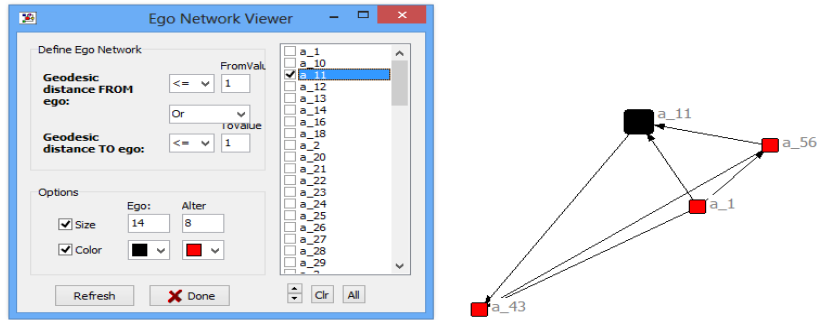 Ego Network Viewer
Define Ego Network
FromValu
Geodesic
distance FROM
ego:
<= 1
Or
ToValue
Geodesic
distance TO ego:
<= 1
Options
Ego: Alter
Size 14 8
Color
Refresh
Done
a_1
a_10
a_11
a_12
a_13
a_14
a_16
a_18
a_2
a_20
a_21
a_22
a_23
a_24
a_25
a_26
a_27
a_28
a_29
Clr All
a_11
a_56
a_1
a_43